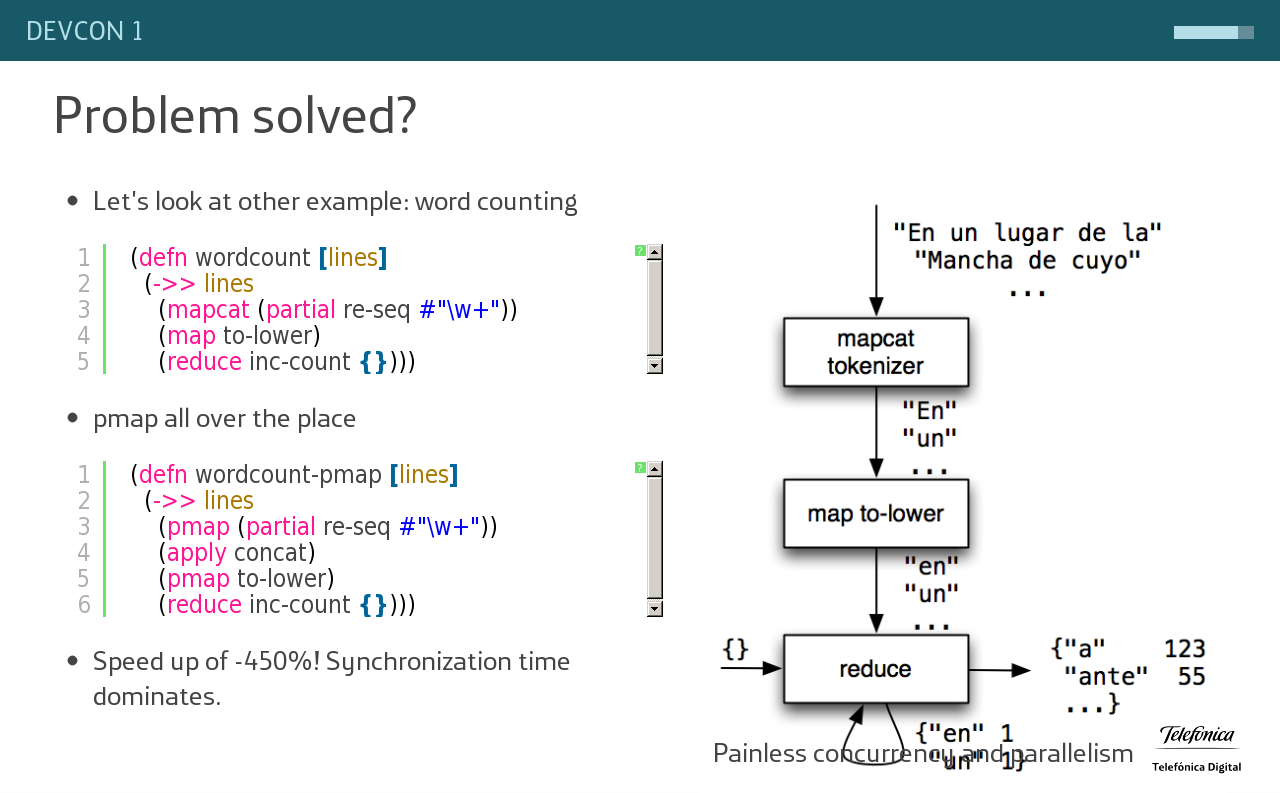 DEVCON 1
Problem solved?
Let's look at other example: word counting
1 (defn wordcount [lines]
2 (->> lines
3 (mapcat (partial re-seq #"\w+"))
4 (map to-lower)
5 (reduce inc-count {})))
?
pmap all over the place
1 (defn wordcount-pmap [lines]
2 (->> lines
3 (pmap (partial re-seq #"\w+"))
4 (apply concat)
5 (pmap to-lower)
6 (reduce inc-count {})))
?
Speed up of -450%! Synchronization time
dominates.
"En un lugar de la"
"Mancha de cuyo"
...
mapcat
tokenizer
"En"
"un"
...
map to-lower
"en"
"un"
...
{}
reduce
{"a" 123
"ante" 55
...}
{"en" 1
"un" 1}
Painless concurrency and parallelism
Telefónica
Telefónica Digital